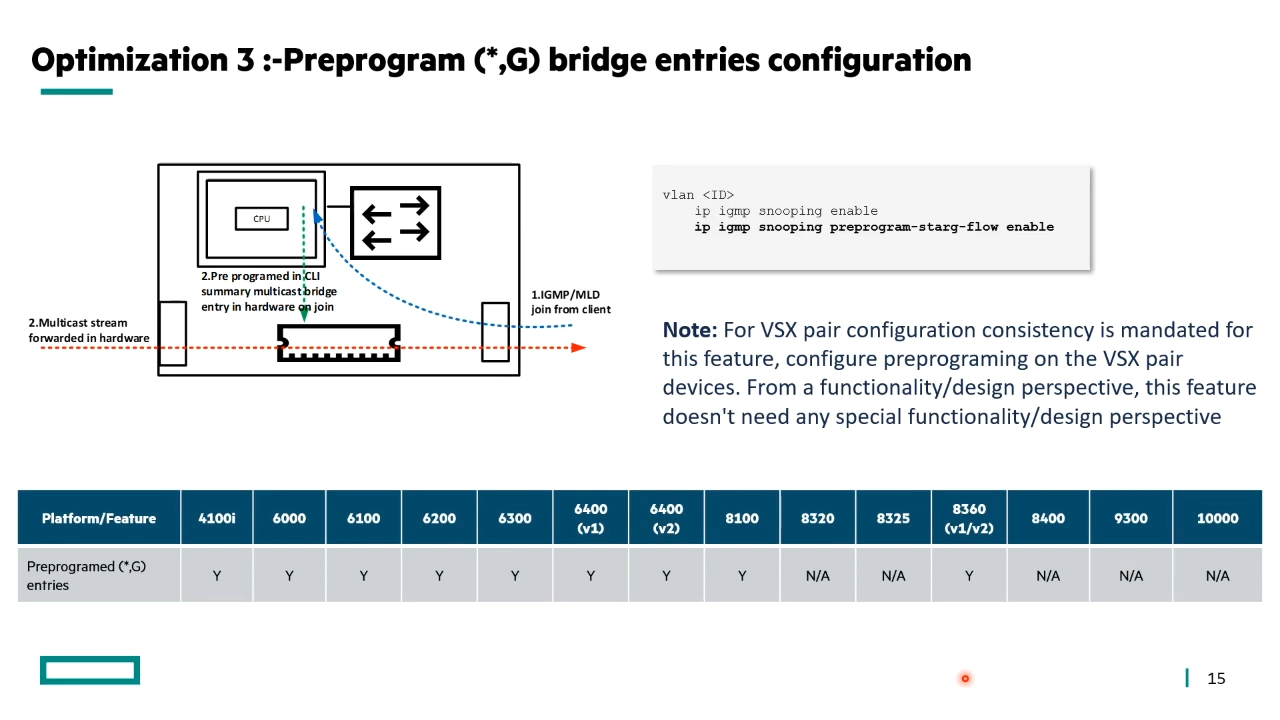 Optimization 3 :-Preprogram (*,G) bridge entries configuration
CPU
2.Pre programed in CLI
summary multicast bridge
entry in hardware on join
1.IGMP/MLD
join from client
2.Multicast stream
forwarded in hardware
vlan <ID>
ip igmp snooping enable
ip igmp snooping preprogram-starg-flow enable
Note: For VSX pair configuration consistency is mandated for
this feature, configure preprograming on the VSX pair
devices. From a functionality/design perspective, this feature
doesn't need any special functionality/design perspective
Platform/Feature 4100i 6000 6100 6200 6300 6400 (v1) 6400 (v2) 8100 8320 8325 8360 (v1/v2) 8400 9300 10000
Preprogramed (*,G) entries Y Y Y Y Y Y Y Y N/A N/A Y N/A N/A N/A
15